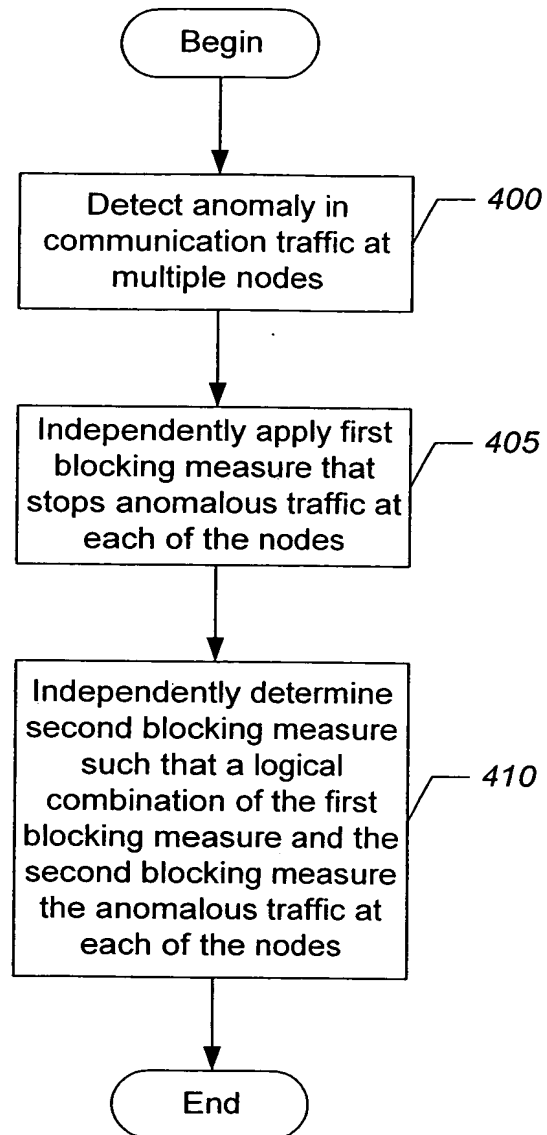 Begin
Detect anomaly in
communication traffic at
multiple nodes
400
Independently apply first
blocking measure that
stops anomalous traffic at
each of the nodes
405
Independently determine
second blocking measure
such that a logical
combination of the first
blocking measure and the
second blocking measure
the anomalous traffic at
each of the nodes
410
End